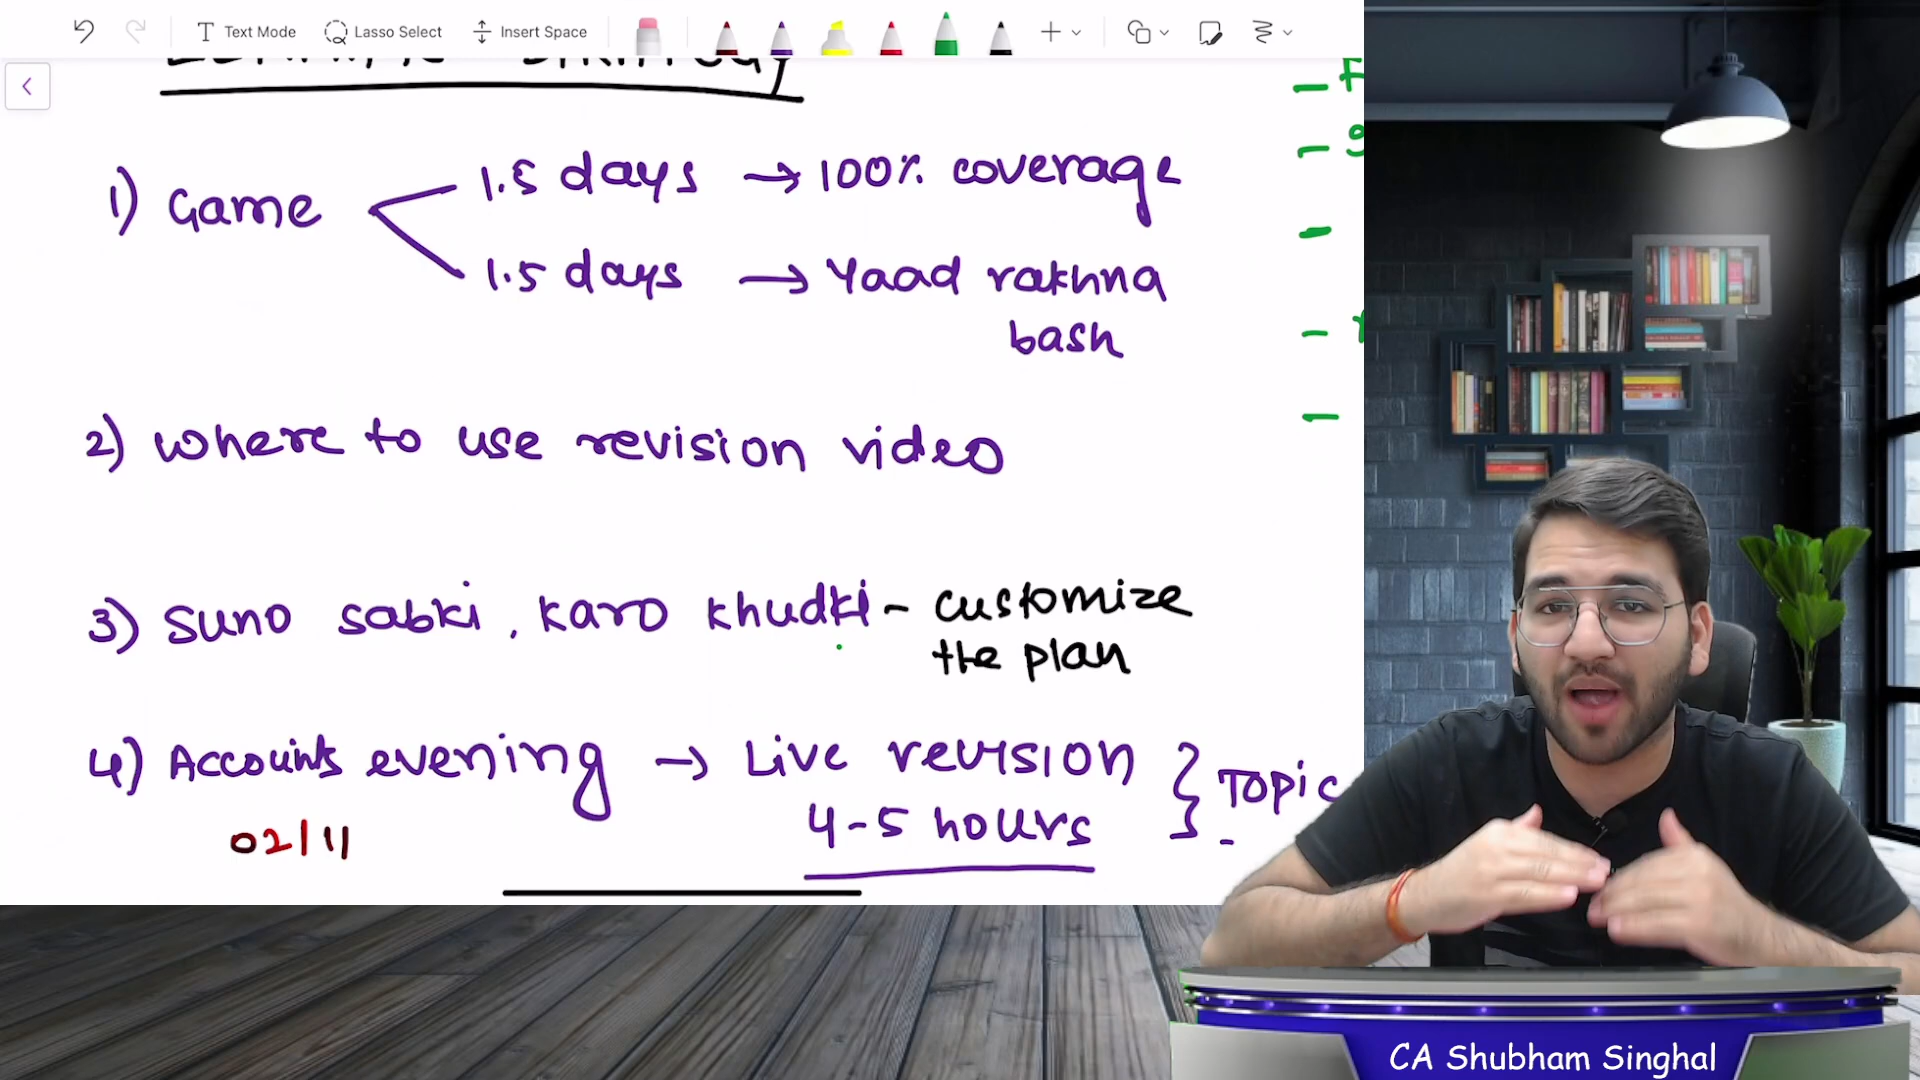 Text Mode Lasso Select Insert Space
1) Game
1.5 days → 100% coverage
1.5 days → Yaad rakhna
bash
2) where to use revision video
3) suno sabki, karo khudki - customize
the plan
4) Accounts evening → Live revision } Topic
02/11
4-5 hours
CA Shubham Singhal